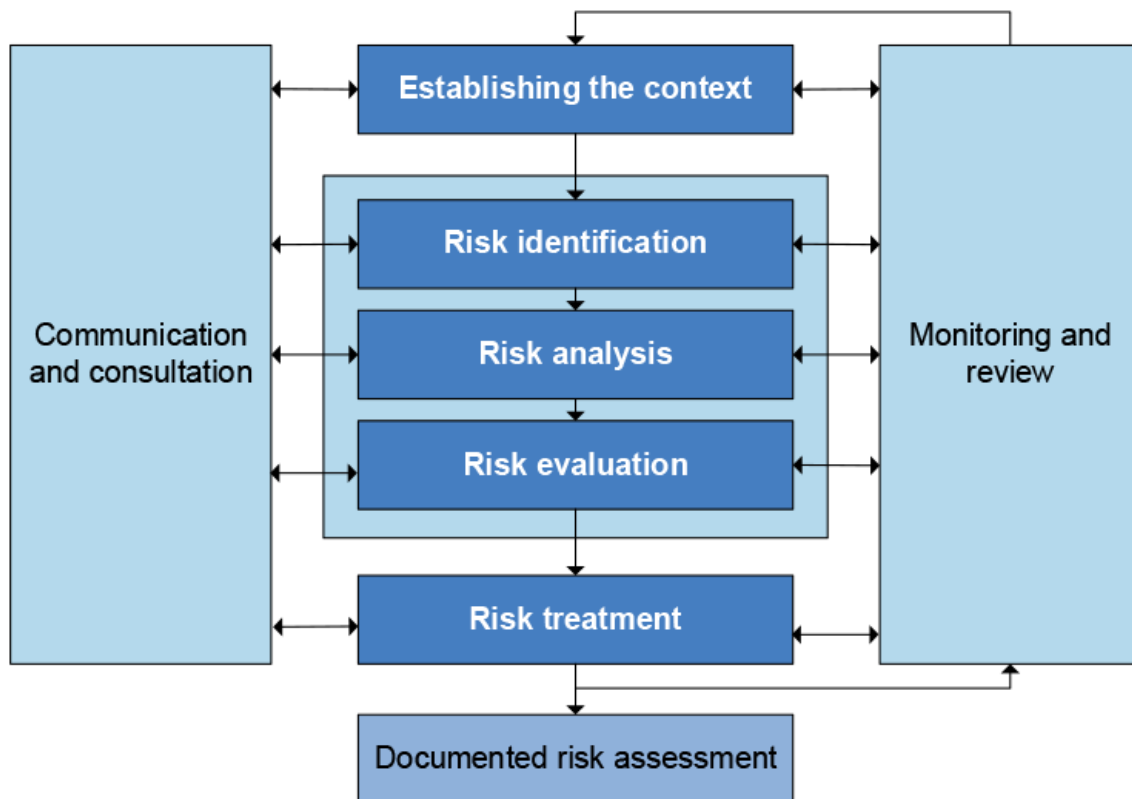 Establishing the context
Risk identification
Communication
and consultation
Risk analysis
Monitoring and
review
Risk evaluation
Risk treatment
Documented risk assessment